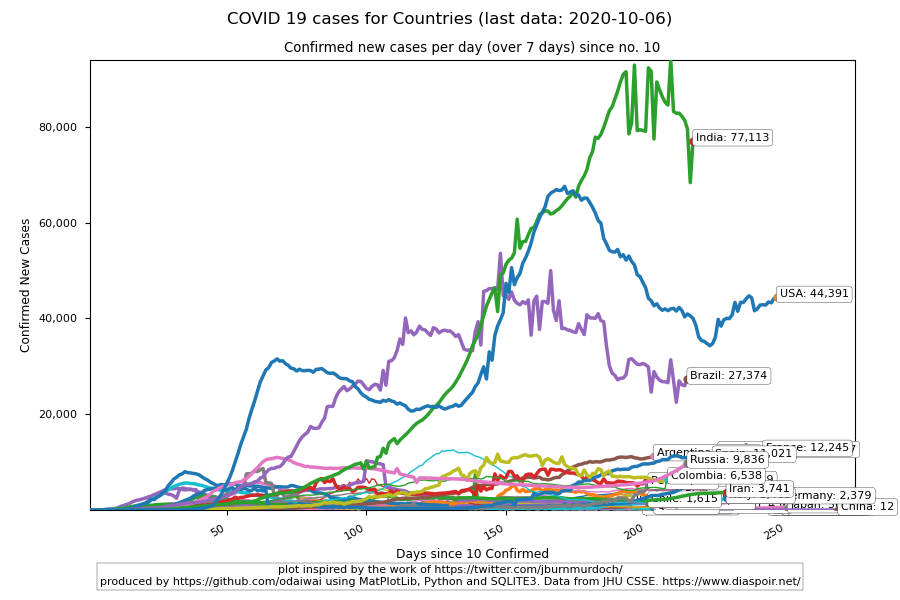 COVID 19 cases for Countries (last data: 2020-10-06)
Confirmed new cases per day (over 7 days) since no. 10
Confirmed New Cases
80,000
60,000
40,000
20,000
India: 77,113
USA: 44,391
Brazil: 27,374
France: 12,245
Argentina
Russia: 9,836
Colombia: 6,538
Iran: 3,741
Germany: 2,379
China: 12
50
100
150
200
250
Days since 10 Confirmed
plot inspired by the work of https://twitter.com/jburnmurdoch/
produced by https://github.com/odaiwai using MatPlotLib, Python and SQLITE3. Data from JHU CSSE. https://www.diaspoir.net/